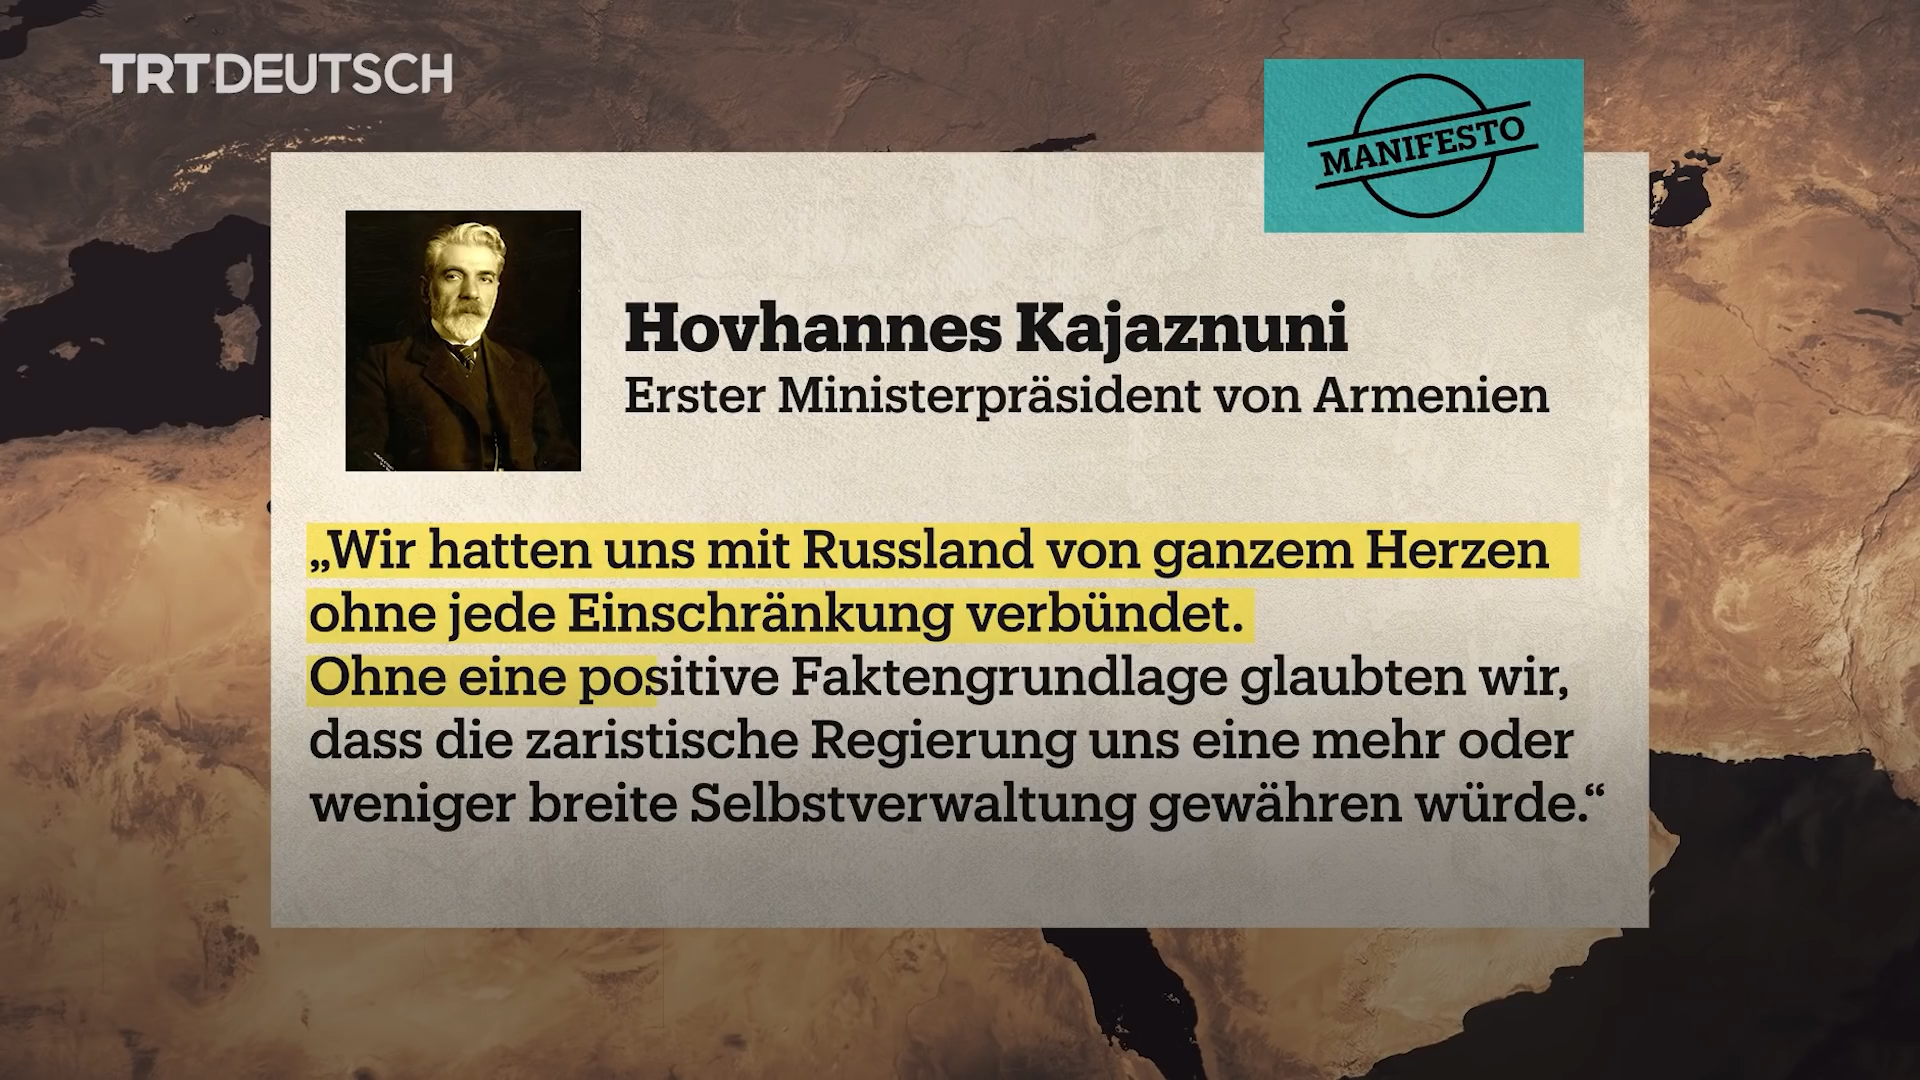 TRT DEUTSCH
MANIFESTO
Hovhannes Kajaznuni
Erster Ministerpräsident von Armenien
„Wir hatten uns mit Russland von ganzem Herzen
ohne jede Einschränkung verbündet.
Ohne eine positive Faktengrundlage glaubten wir,
dass die zaristische Regierung uns eine mehr oder
weniger breite Selbstverwaltung gewähren würde.“